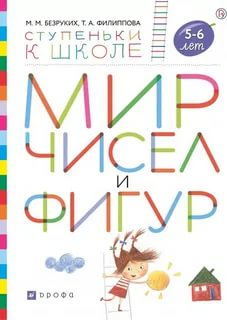 М. М. БЕЗРУКИХ, Т. А. ФИЛИППОВА
СТУПЕНЬКИ
К ШКОЛЕ
5-6
лет
МИР
ЧИСЕЛ
И
ФИГУР
дрофа